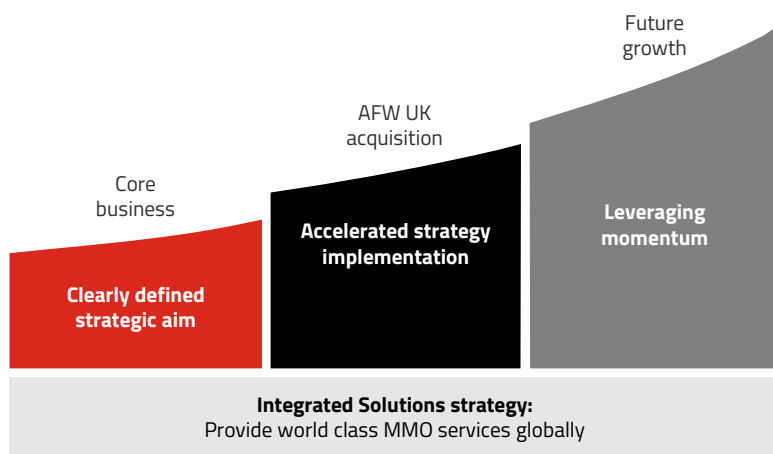 Future
growth
AFW UK
acquisition
Core
business
Leveraging
momentum
Accelerated strategy
implementation
Clearly defined
strategic aim
Integrated Solutions strategy:
Provide world class MMO services globally